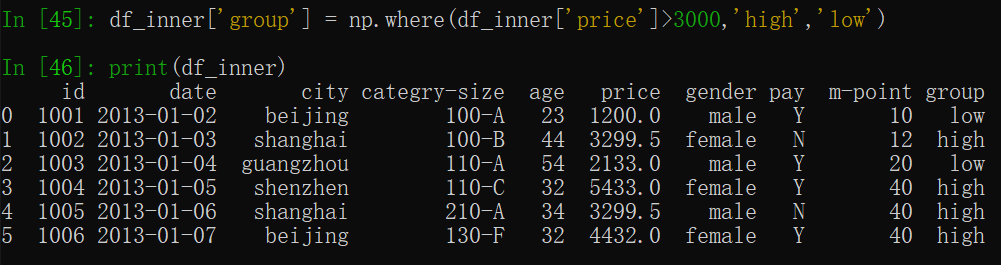 In [45]: df_inner['group'] = np.where(df_inner['price']>3000,'high','low')
In [46]: print(df_inner)
id date city categry-size age price gender pay m-point group
0 1001 2013-01-02 beijing 100-A 23 1200.0 male Y 10 low
1 1002 2013-01-03 shanghai 100-B 44 3299.5 female N 12 high
2 1003 2013-01-04 guangzhou 110-A 54 2133.0 male Y 20 low
3 1004 2013-01-05 shenzhen 110-C 32 5433.0 female Y 40 high
4 1005 2013-01-06 shanghai 210-A 34 3299.5 male N 40 high
5 1006 2013-01-07 beijing 130-F 32 4432.0 female Y 40 high